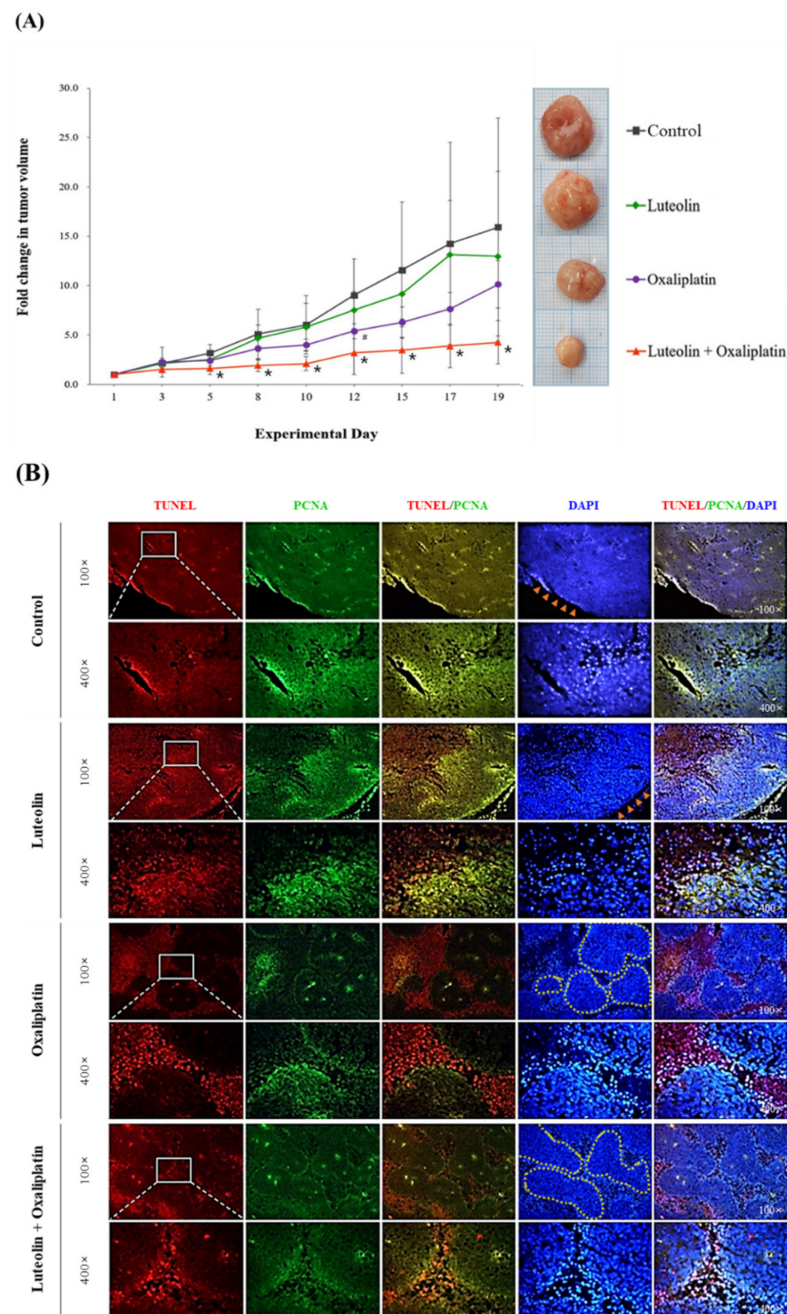 (A)
30.0
25.0
20.0
15.0
10.0
5.0
0.0
Fold change in tumor volume
1 3 5 8 10 12 15 17 19
Experimental Day
* * * * * * * *
#
Control
Luteolin
Oxaliplatin
Luteolin + Oxaliplatin
(B)
TUNEL PCNA TUNEL/PCNA DAPI TUNEL/PCNA/DAPI
Control
100×
100×
400×
400×
Luteolin
100×
100×
400×
400×
Oxaliplatin
100×
100×
400×
400×
Luteolin + Oxaliplatin
100×
100×
400×
400×